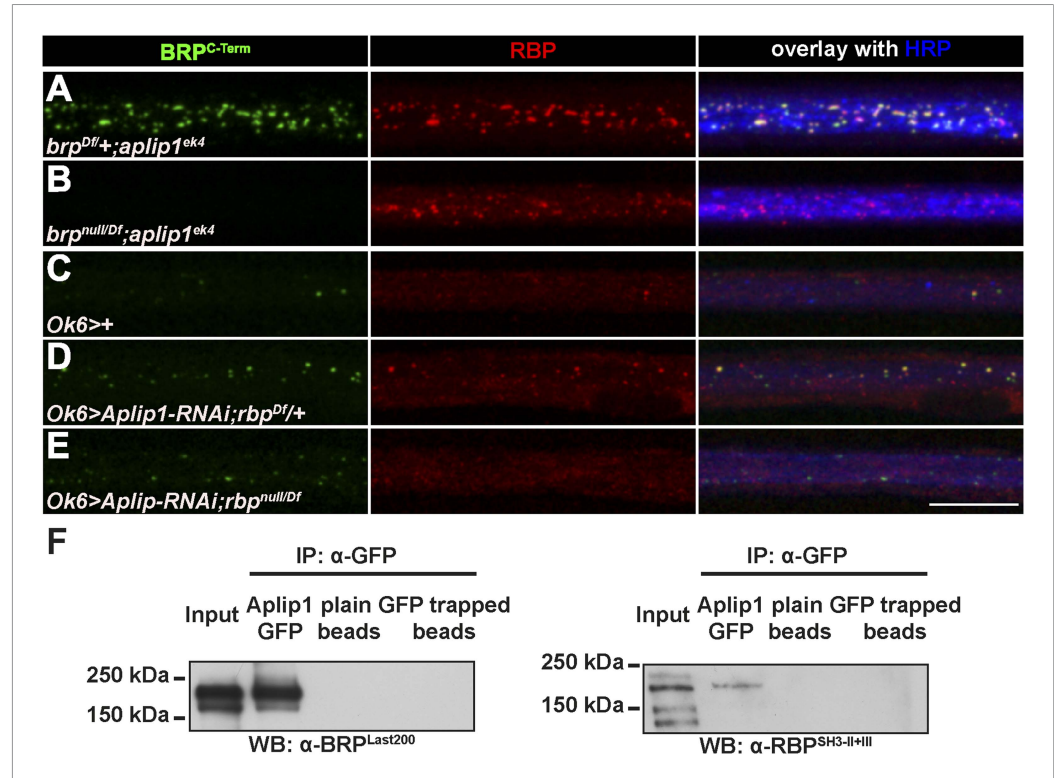 BRP^C-Term RBP overlay with HRP
A
brp^Df/+;aplip1^ek4
B
brp^null/Df;aplip1^ek4
C
Ok6>+
D
Ok6>Aplip1-RNAi;rbp^Df/+
E
Ok6>Aplip-RNAi;rbp^null/Df
F
IP: α-GFP
Input Aplip1 plain GFP trapped
GFP beads beads
250 kDa
150 kDa
WB: α-BRP^Last200
IP: α-GFP
Input Aplip1 plain GFP trapped
GFP beads beads
250 kDa
150 kDa
WB: α-RBP^SH3-II+III